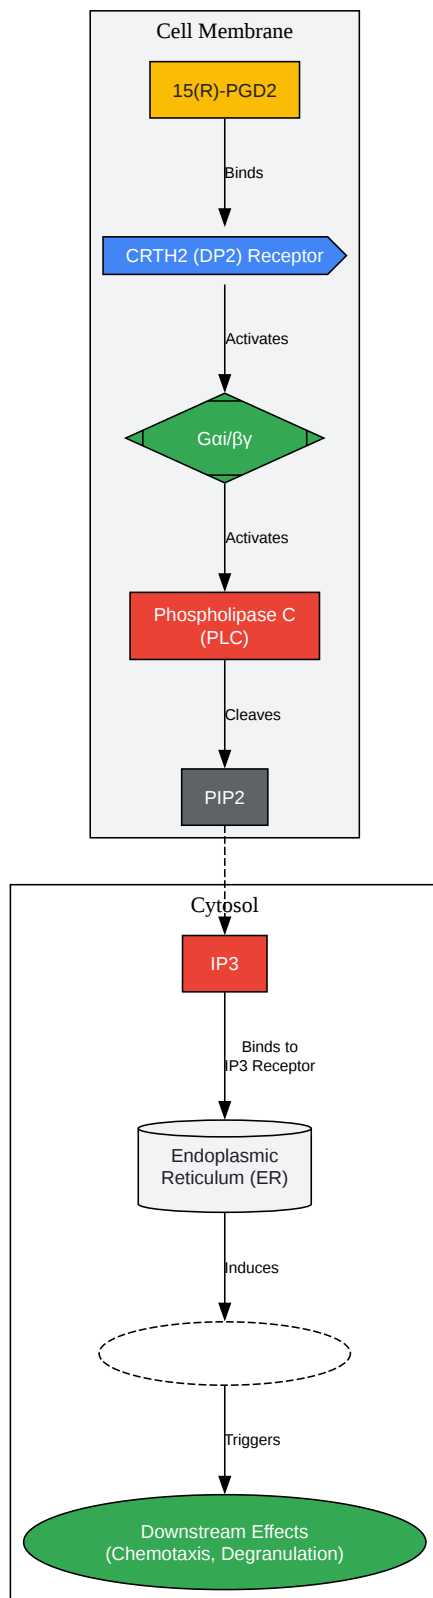 Cell Membrane
15(R)-PGD2
Binds
CRTH2 (DP2) Receptor
Activates
Gαi/βγ
Activates
Phospholipase C
(PLC)
Cleaves
PIP2
Cytosol
IP3
Binds to
IP3 Receptor
Endoplasmic
Reticulum (ER)
Induces
Triggers
Downstream Effects
(Chemotaxis, Degranulation)